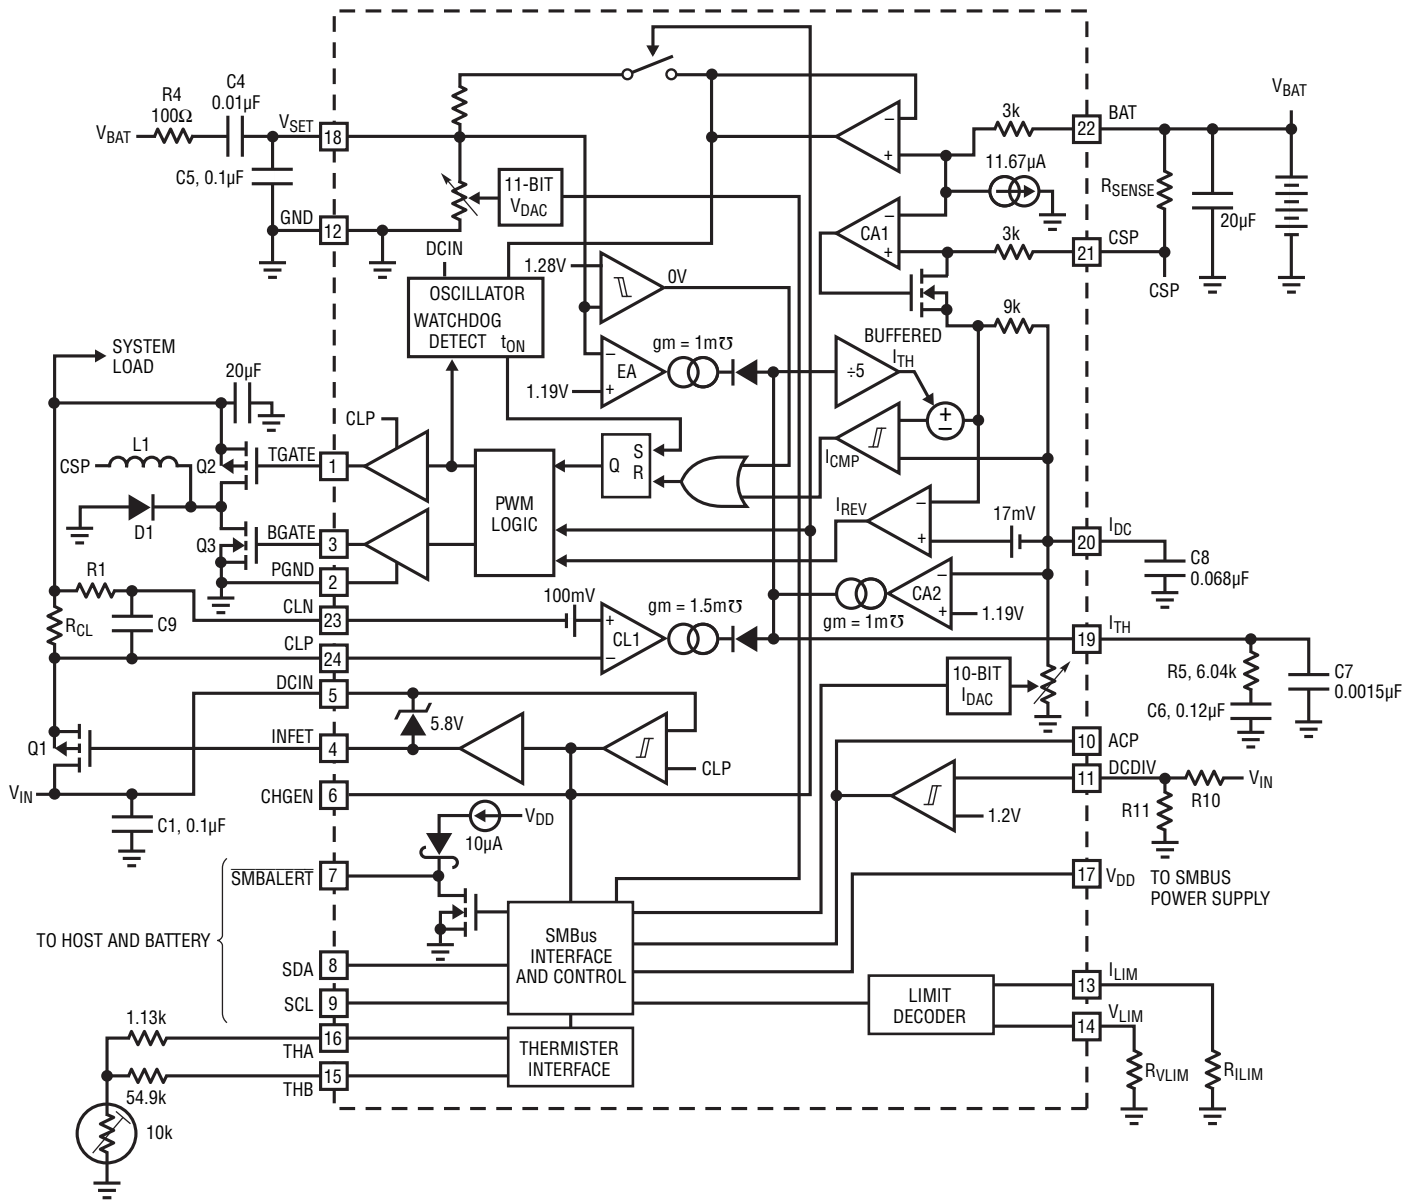 R4
100Ω
C4
0.01µF
VBAT
VSET
18
C5, 0.1µF
GND
12
DCIN
11-BIT
VDAC
3k
22
BAT
VBAT
11.67µA
RSENSE
20µF
CA1
3k
21
CSP
CSP
–
+
–
+
1.28V
0V
OSCILLATOR
WATCHDOG
DETECT tON
9k
BUFFERED
ITH
gm = 1m℧
–
EA
+
1.19V
÷5
+
–
SYSTEM
LOAD
20µF
CLP
L1
CSP
Q2
TGATE
1
D1
Q3
BGATE
3
PGND
2
PWM
LOGIC
S
Q
R
ICMP
IREV
–
+
17mV
20
IDC
C8
0.068µF
R1
CLN
23
RCL
C9
CLP
24
100mV
+
CL1
–
gm = 1.5m℧
gm = 1m℧
–
CA2
+
1.19V
19
ITH
R5, 6.04k
C7
0.0015µF
C6, 0.12µF
DCIN
5
10-BIT
IDAC
5.8V
Q1
INFET
4
CLP
10
ACP
VIN
CHGEN
6
11
DCDIV
VIN
R10
R11
1.2V
C1, 0.1µF
VDD
10µA
SMBALERT
7
17
VDD
TO SMBUS
POWER SUPPLY
TO HOST AND BATTERY
SMBus
INTERFACE
AND CONTROL
SDA
8
SCL
9
LIMIT
DECODER
13
ILIM
14
VLIM
1.13k
16
THA
THERMISTER
INTERFACE
54.9k
15
THB
RVLIM
RILIM
10k